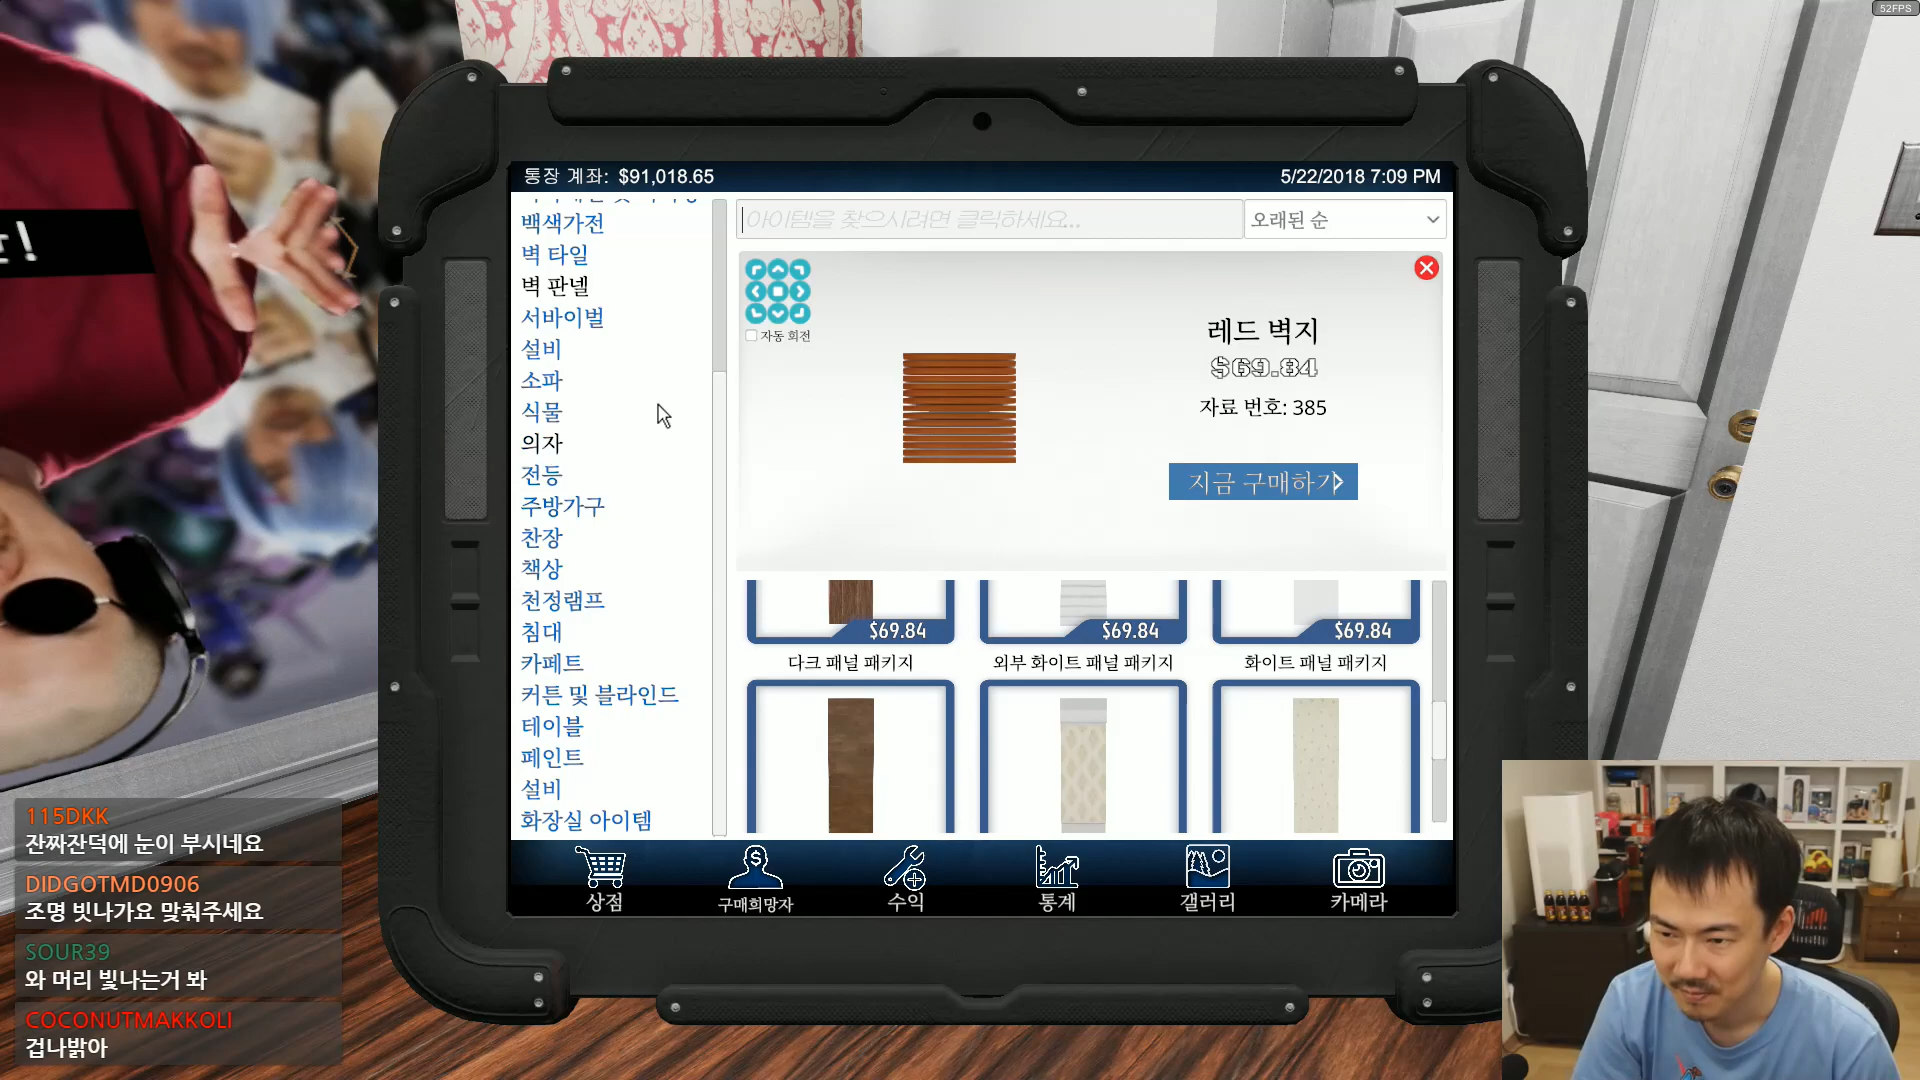 52FPS
통장 계좌: $91,018.65
5/22/2018 7:09 PM
백색가전
벽 타일
벽 판넬
서바이벌
설비
소파
식물
의자
전등
주방가구
찬장
책상
천정램프
침대
카페트
커튼 및 블라인드
테이블
페인트
설비
화장실 아이템
아이템을 찾으시려면 클릭하세요...
오래된 순
자동 회전
레드 벽지
$69.84
자료 번호: 385
지금 구매하기
$69.84
$69.84
$69.84
다크 패널 패키지
외부 화이트 패널 패키지
화이트 패널 패키지
상점
구매희망자
수익
통계
갤러리
카메라
115DKK
잔짜잔덕에 눈이 부시네요
DIDGOTMD0906
조명 빗나가요 맞춰주세요
SOUR39
와 머리 빛나는거 봐
COCONUTMAKKOLI
겁나밝아